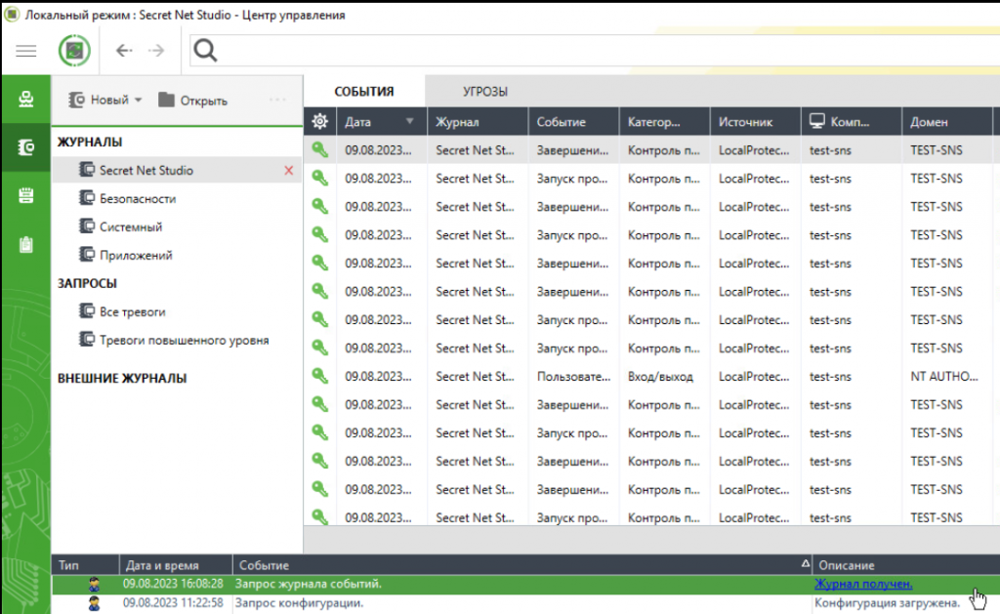 Локальный режим : Secret Net Studio - Центр управления
Новый Открыть ...
СОБЫТИЯ УГРОЗЫ
ЖУРНАЛЫ
Secret Net Studio
Безопасности
Системный
Приложений
ЗАПРОСЫ
Все тревоги
Тревоги повышенного уровня
ВНЕШНИЕ ЖУРНАЛЫ
Дата Журнал Событие Категор... Источник Комп... Домен
09.08.2023... Secret Net St... Завершени... Контроль п... LocalProtec... test-sns TEST-SNS
09.08.2023... Secret Net St... Запуск про... Контроль п... LocalProtec... test-sns TEST-SNS
09.08.2023... Secret Net St... Завершени... Контроль п... LocalProtec... test-sns TEST-SNS
09.08.2023... Secret Net St... Запуск про... Контроль п... LocalProtec... test-sns TEST-SNS
09.08.2023... Secret Net St... Завершени... Контроль п... LocalProtec... test-sns TEST-SNS
09.08.2023... Secret Net St... Завершени... Контроль п... LocalProtec... test-sns TEST-SNS
09.08.2023... Secret Net St... Запуск про... Контроль п... LocalProtec... test-sns TEST-SNS
09.08.2023... Secret Net St... Запуск про... Контроль п... LocalProtec... test-sns TEST-SNS
09.08.2023... Secret Net St... Пользовате... Вход/выход LocalProtec... test-sns NT AUTHO...
09.08.2023... Secret Net St... Завершени... Контроль п... LocalProtec... test-sns TEST-SNS
09.08.2023... Secret Net St... Запуск про... Контроль п... LocalProtec... test-sns TEST-SNS
09.08.2023... Secret Net St... Завершени... Контроль п... LocalProtec... test-sns TEST-SNS
09.08.2023... Secret Net St... Завершени... Контроль п... LocalProtec... test-sns TEST-SNS
09.08.2023... Secret Net St... Запуск про... Контроль п... LocalProtec... test-sns TEST-SNS
Тип Дата и время Событие Описание
09.08.2023 16:08:28 Запрос журнала событий. Журнал получен.
09.08.2023 11:22:58 Запрос конфигурации. Конфигурация загружена.